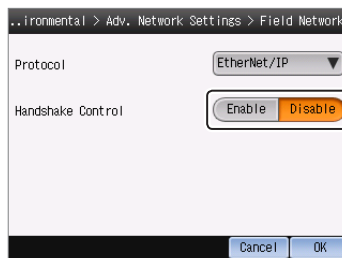 ..ironmental > Adv. Network Settings > Field Network
Protocol
EtherNet/IP
Handshake Control
Enable Disable
Cancel OK